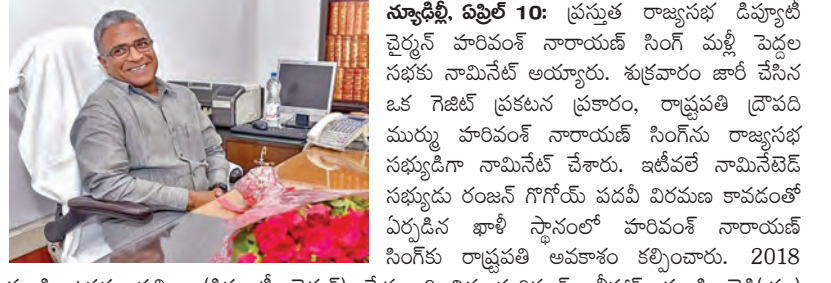 న్యూఢిల్లీ, ఏప్రిల్ 10: ప్రస్తుత రాజ్యసభ డిప్యూటీ
చైర్మన్ హరివంశ్ నారాయణ్ సింగ్ మళ్లీ పెద్దల
సభకు నామినేట్ అయ్యారు. శుక్రవారం జారీ చేసిన
ఒక గెజిట్ ప్రకటన ప్రకారం, రాష్ట్రపతి ద్రౌపది
ముర్ము హరివంశ్ నారాయణ్ సింగ్‌ను రాజ్యసభ
సభ్యుడిగా నామినేట్ చేశారు. ఇటీవలే నామినేటెడ్
సభ్యుడు రంజన్ గొగోయ్ పదవీ విరమణ కావడంతో
ఏర్పడిన ఖాళీ స్థానంలో హరివంశ్ నారాయణ్
సింగ్‌కు రాష్ట్రపతి అవకాశం కల్పించారు. 2018